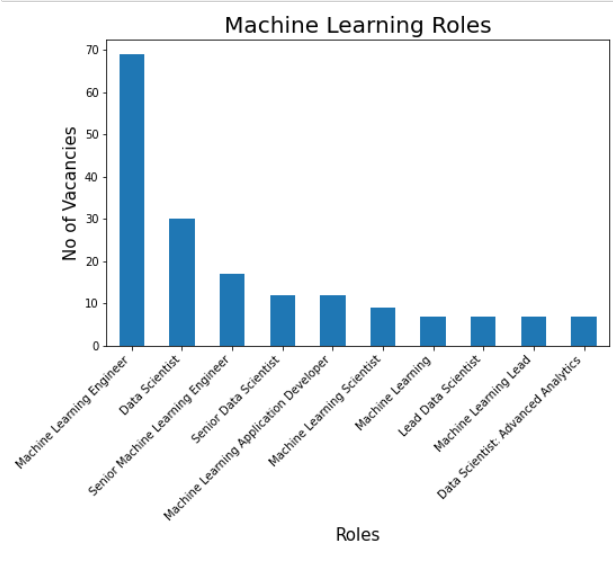 Machine Learning Roles
No of Vacancies
70
60
50
40
30
20
10
0
Machine Learning Engineer
Data Scientist
Senior Machine Learning Engineer
Senior Data Scientist
Machine Learning Application Developer
Machine Learning Scientist
Machine Learning
Lead Data Scientist
Machine Learning Lead
Data Scientist: Advanced Analytics
Roles